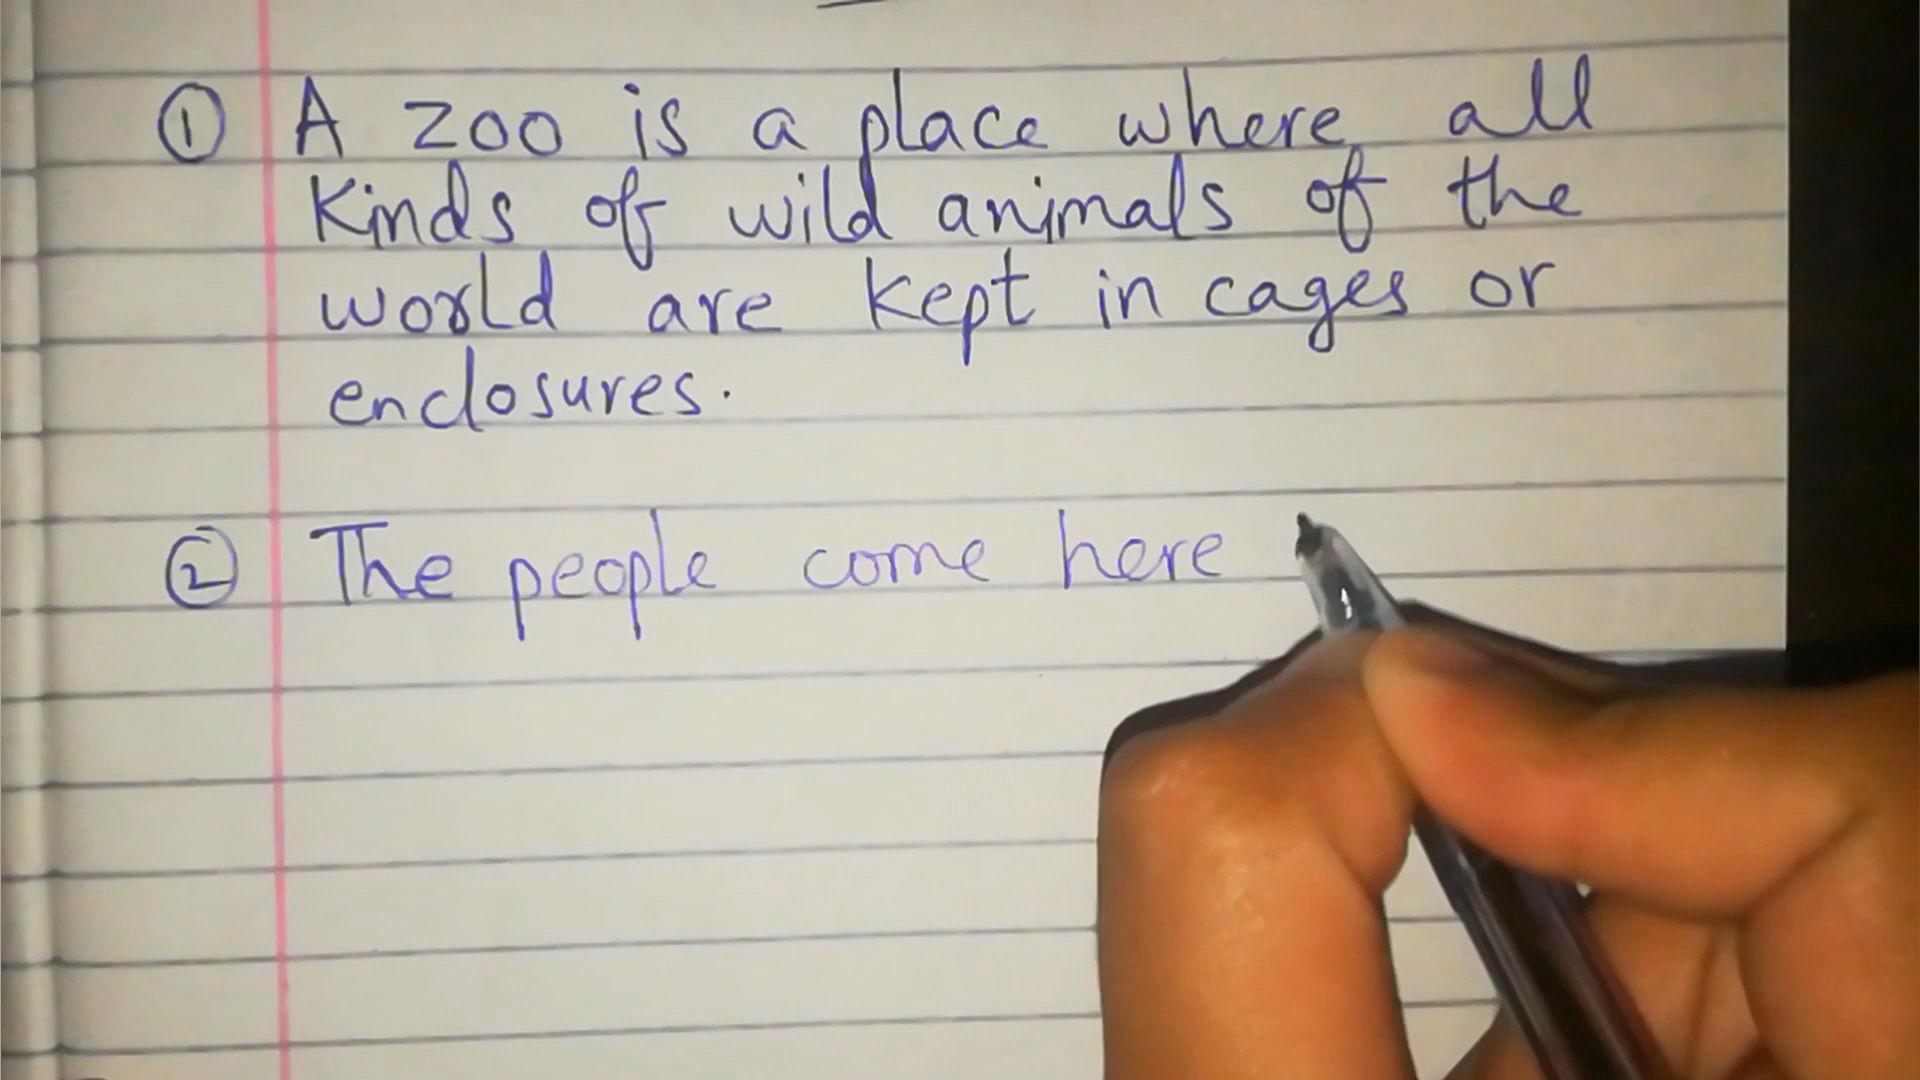 ① A zoo is a place where all
Kinds of wild animals of the
world are kept in cages or
enclosures.
② The people come here